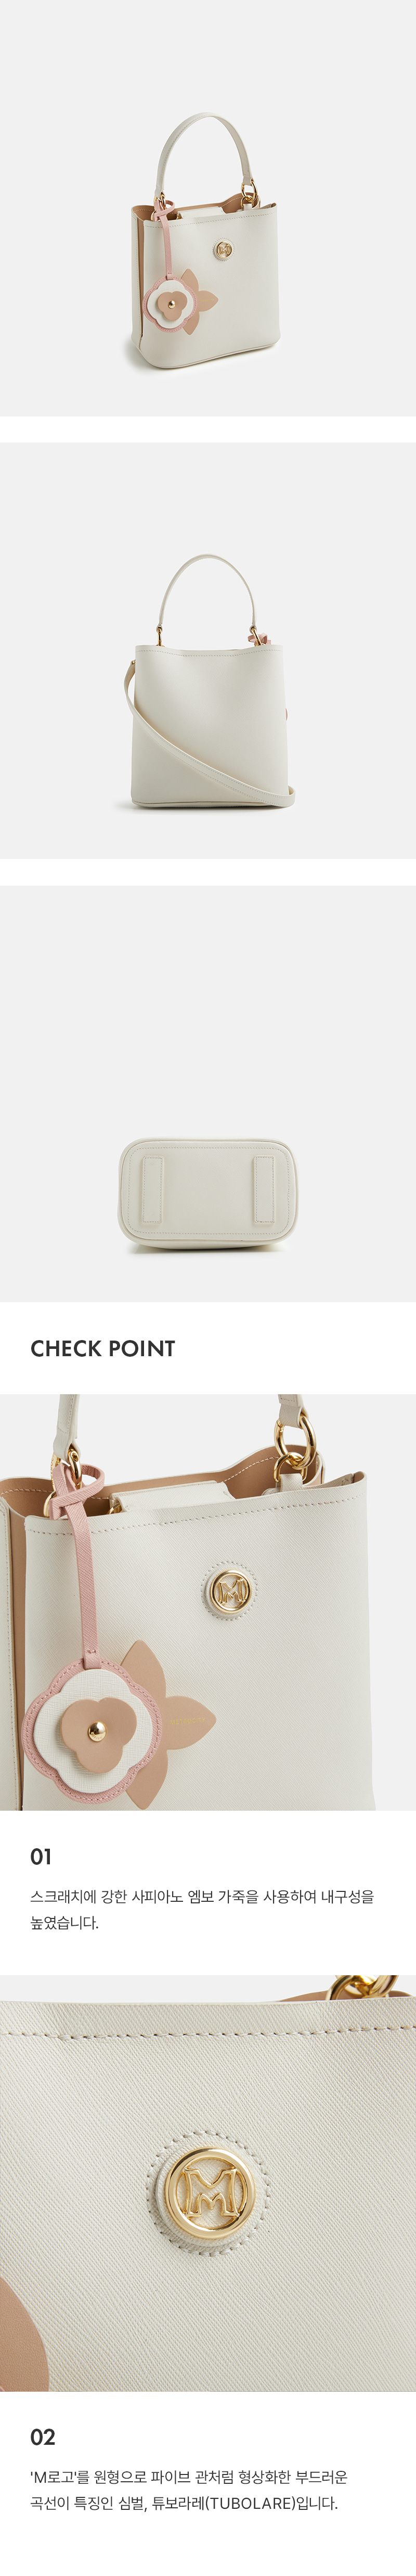 CHECK POINT
01
스크래치에 강한 사피아노 엠보 가죽을 사용하여 내구성을
높였습니다.
M
02
'M로고'를 원형으로 파이브 관처럼 형상화한 부드러운
곡선이 특징인 심벌, 튜보라레(TUBOLARE)입니다.